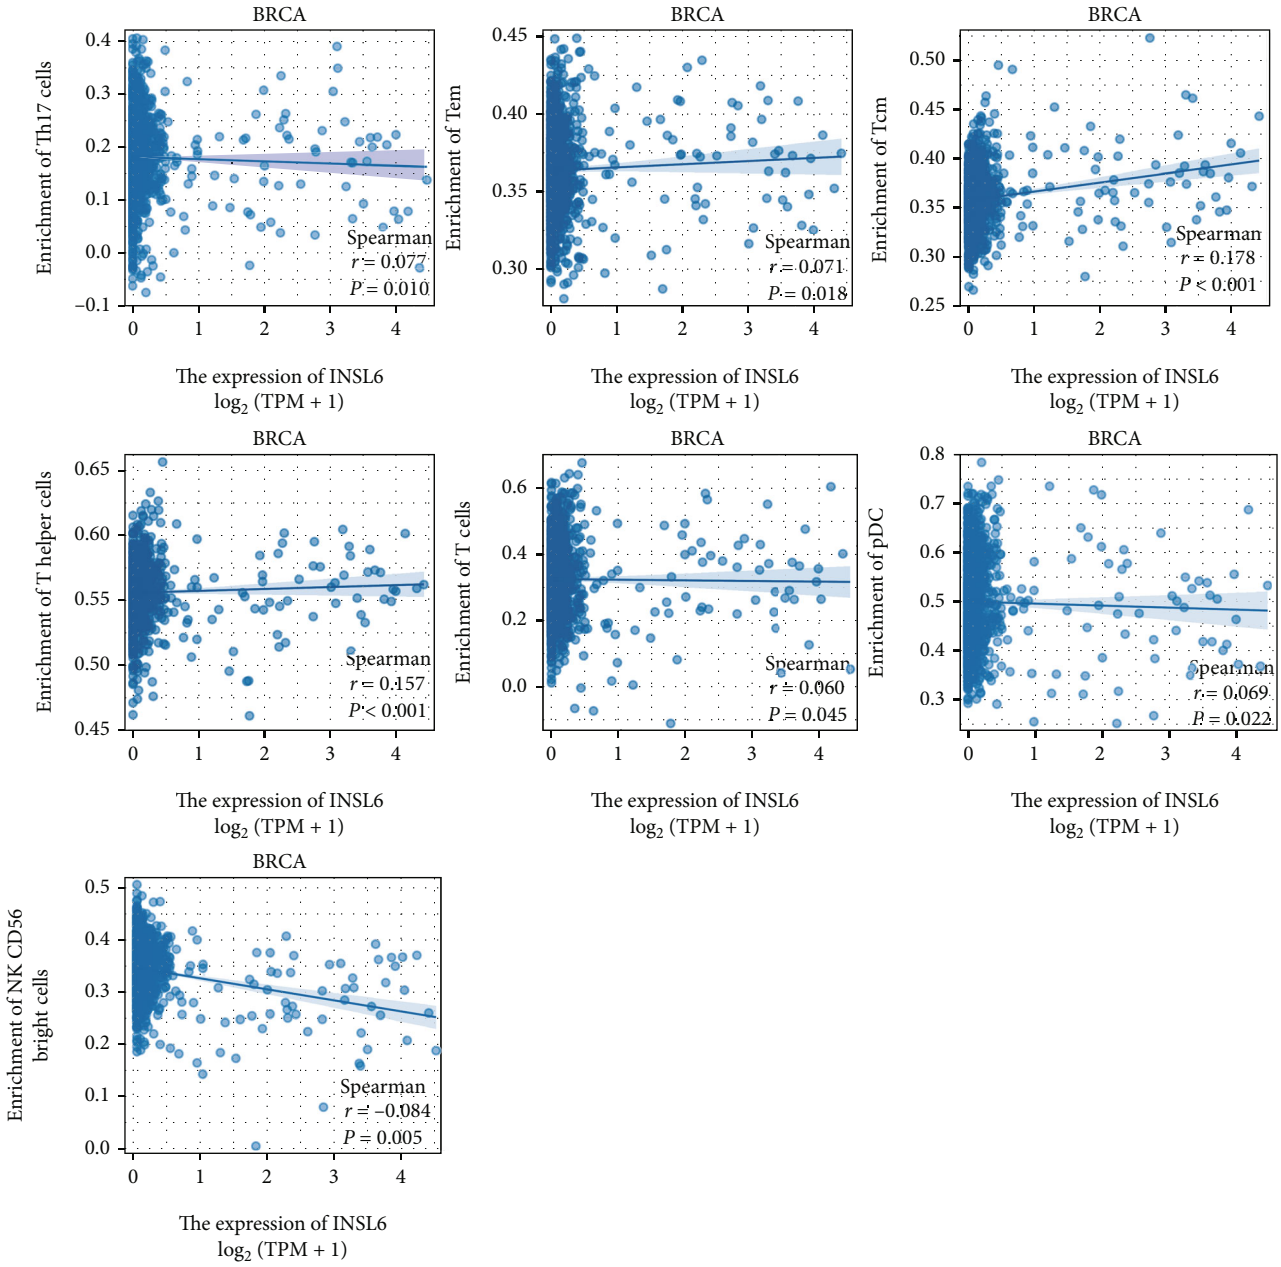 BRCA
Enrichment of Th17 cells
0.4
0.3
0.2
0.1
0.0
–0.1
Spearman
r = 0.077
P = 0.010
0 1 2 3 4
The expression of INSL6
log2 (TPM + 1)
BRCA
Enrichment of Tem
0.45
0.40
0.35
0.30
Spearman
r = 0.071
P = 0.018
0 1 2 3 4
The expression of INSL6
log2 (TPM + 1)
BRCA
Enrichment of Tcm
0.50
0.45
0.40
0.35
0.30
0.25
Spearman
r = 0.178
P < 0.001
0 1 2 3 4
The expression of INSL6
log2 (TPM + 1)
BRCA
Enrichment of T helper cells
0.65
0.60
0.55
0.50
0.45
Spearman
r = 0.157
P < 0.001
0 1 2 3 4
The expression of INSL6
log2 (TPM + 1)
BRCA
Enrichment of T cells
0.6
0.4
0.2
0.0
Spearman
r = 0.060
P = 0.045
0 1 2 3 4
The expression of INSL6
log2 (TPM + 1)
BRCA
Enrichment of pDC
0.8
0.7
0.6
0.5
0.4
0.3
Spearman
r = 0.069
P = 0.022
0 1 2 3 4
The expression of INSL6
log2 (TPM + 1)
BRCA
Enrichment of NK CD56
bright cells
0.5
0.4
0.3
0.2
0.1
0.0
Spearman
r = –0.084
P = 0.005
0 1 2 3 4
The expression of INSL6
log2 (TPM + 1)